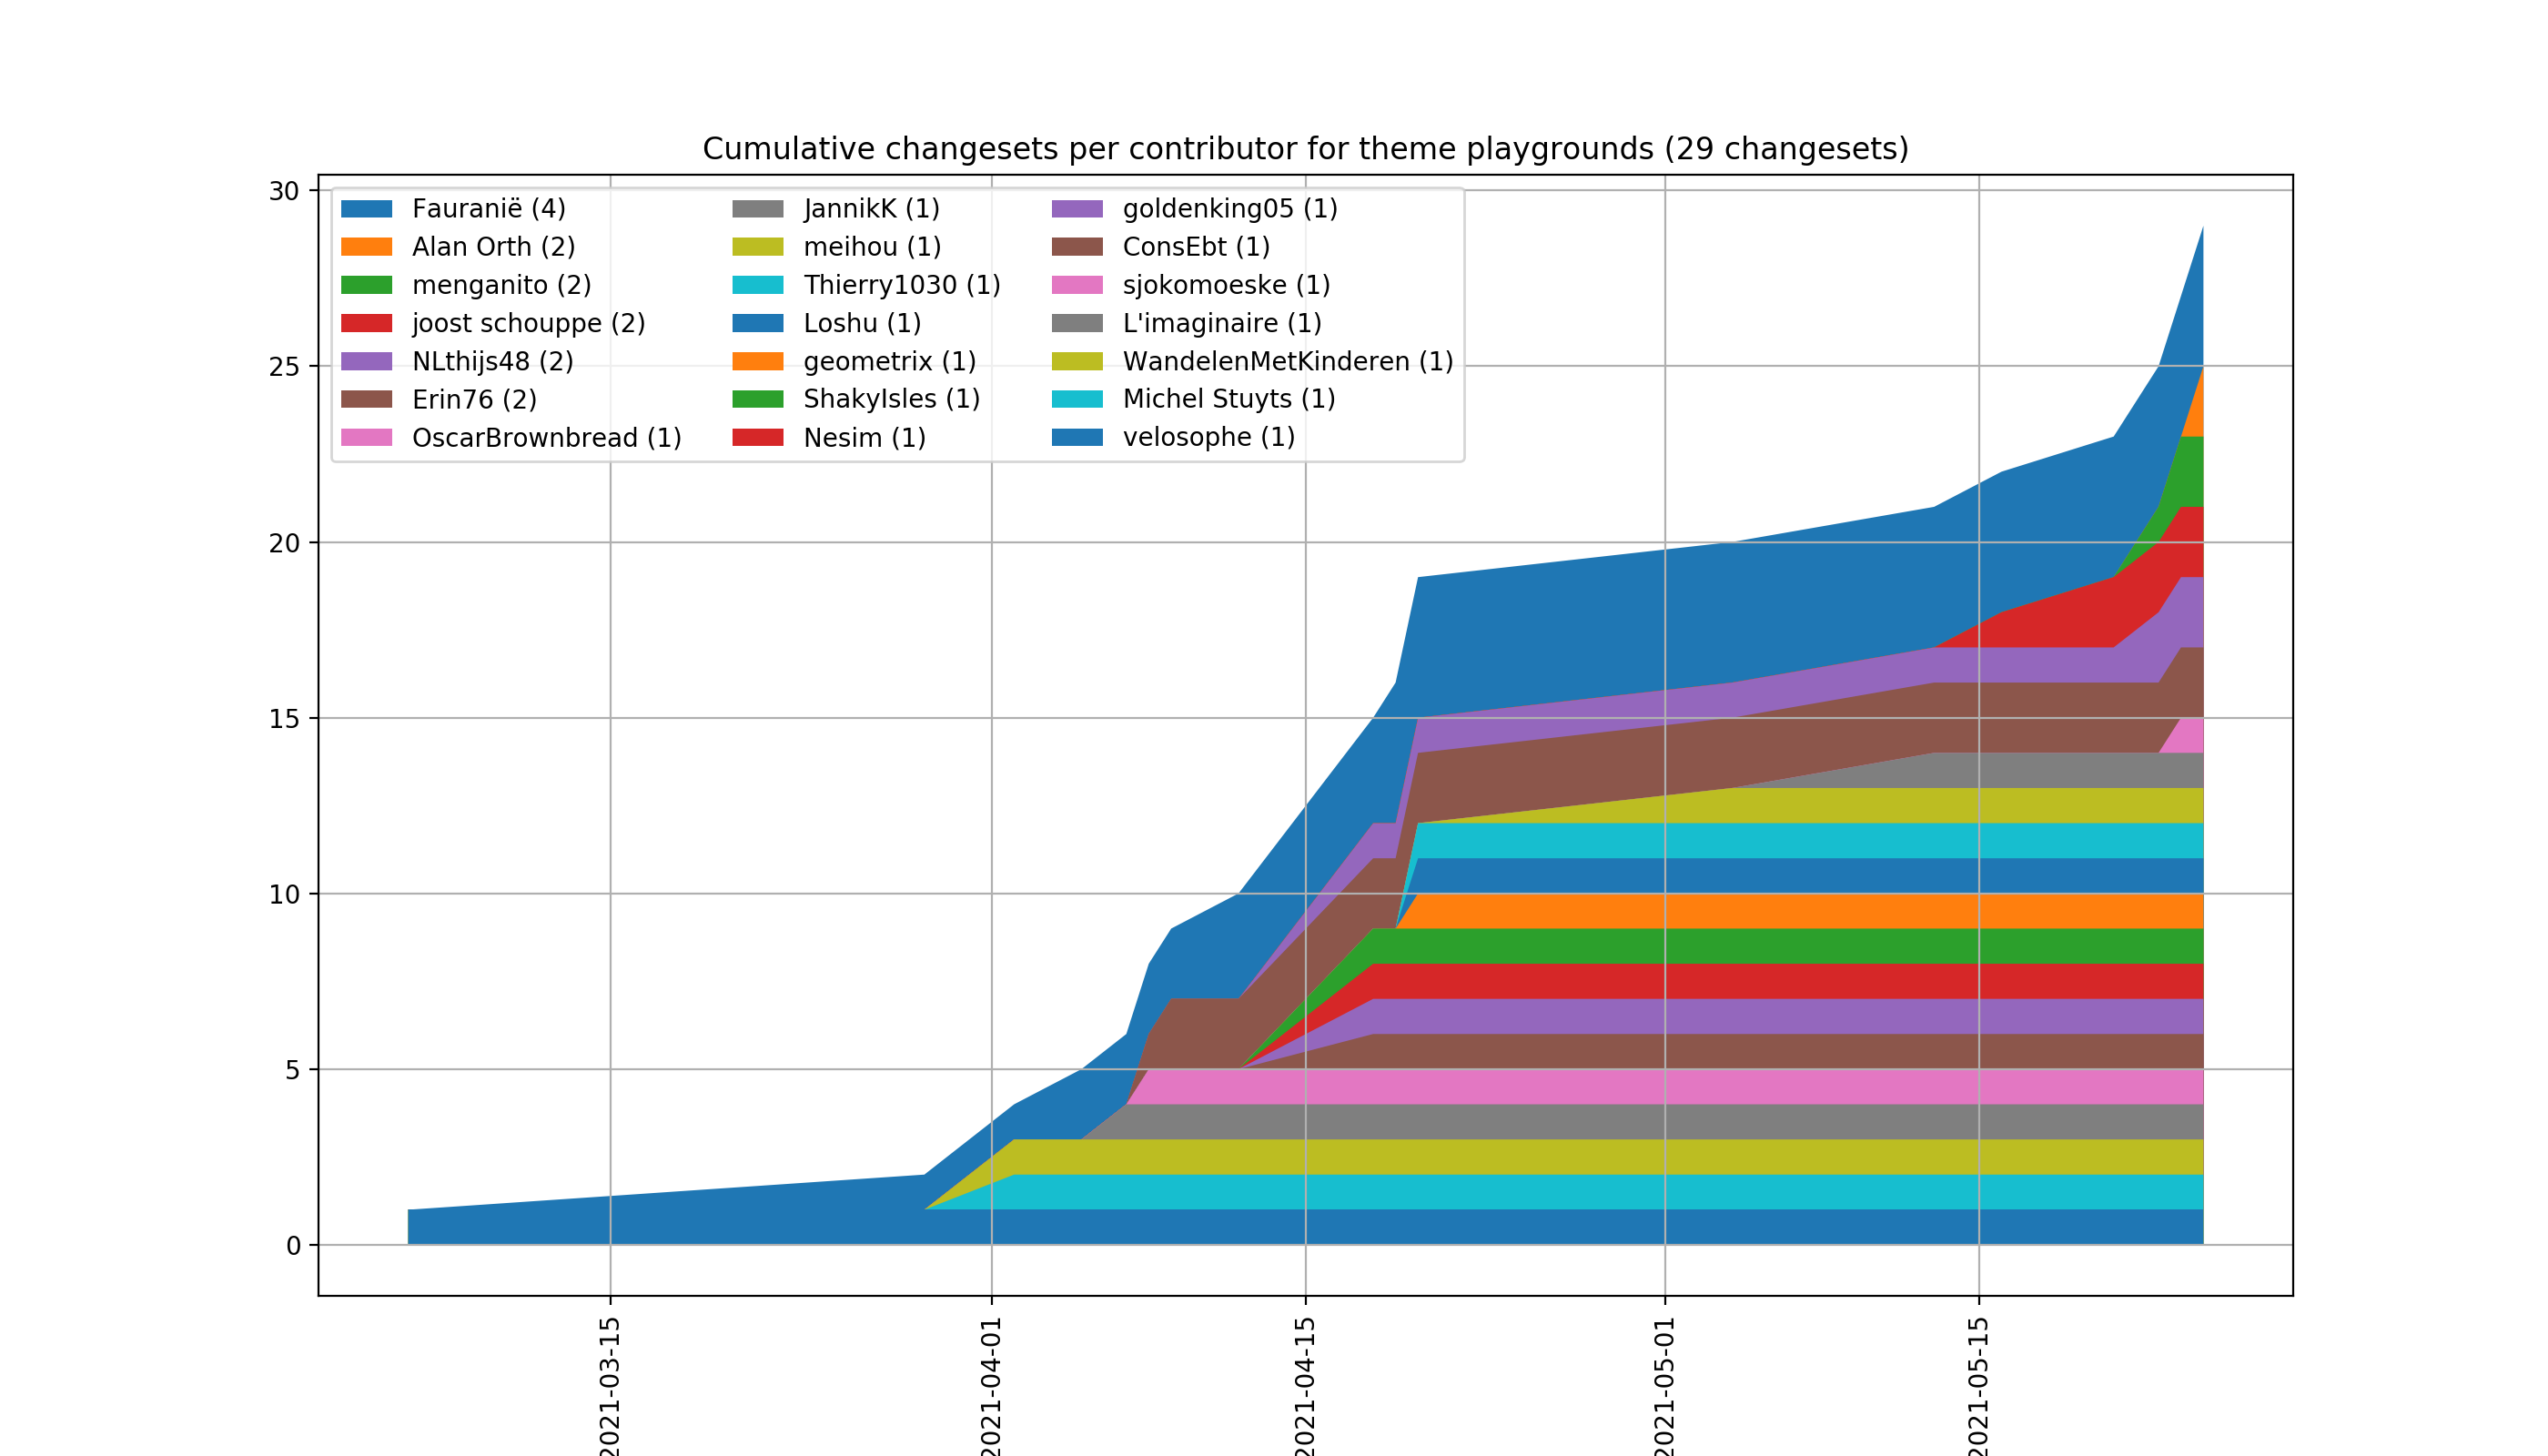 Cumulative changesets per contributor for theme playgrounds (29 changesets)
30
25
20
15
10
5
0
Fauranië (4)
Alan Orth (2)
menganito (2)
joost schouppe (2)
NLthijs48 (2)
Erin76 (2)
OscarBrownbread (1)
JannikK (1)
meihou (1)
Thierry1030 (1)
Loshu (1)
geometrix (1)
ShakyIsles (1)
Nesim (1)
goldenking05 (1)
ConsEbt (1)
sjokomoeske (1)
L'imaginaire (1)
WandelenMetKinderen (1)
Michel Stuyts (1)
velosophe (1)
2021-03-15
2021-04-01
2021-04-15
2021-05-01
2021-05-15